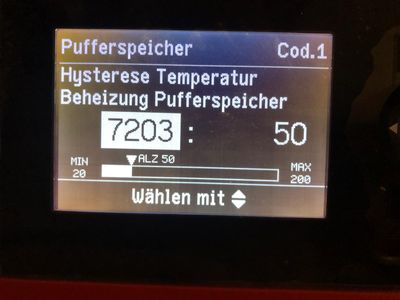 Pufferspeicher Cod.1
Hysterese Temperatur
Beheizung Pufferspeicher
7203 : 50
MIN ALZ 50 MAX
20 200
Wählen mit